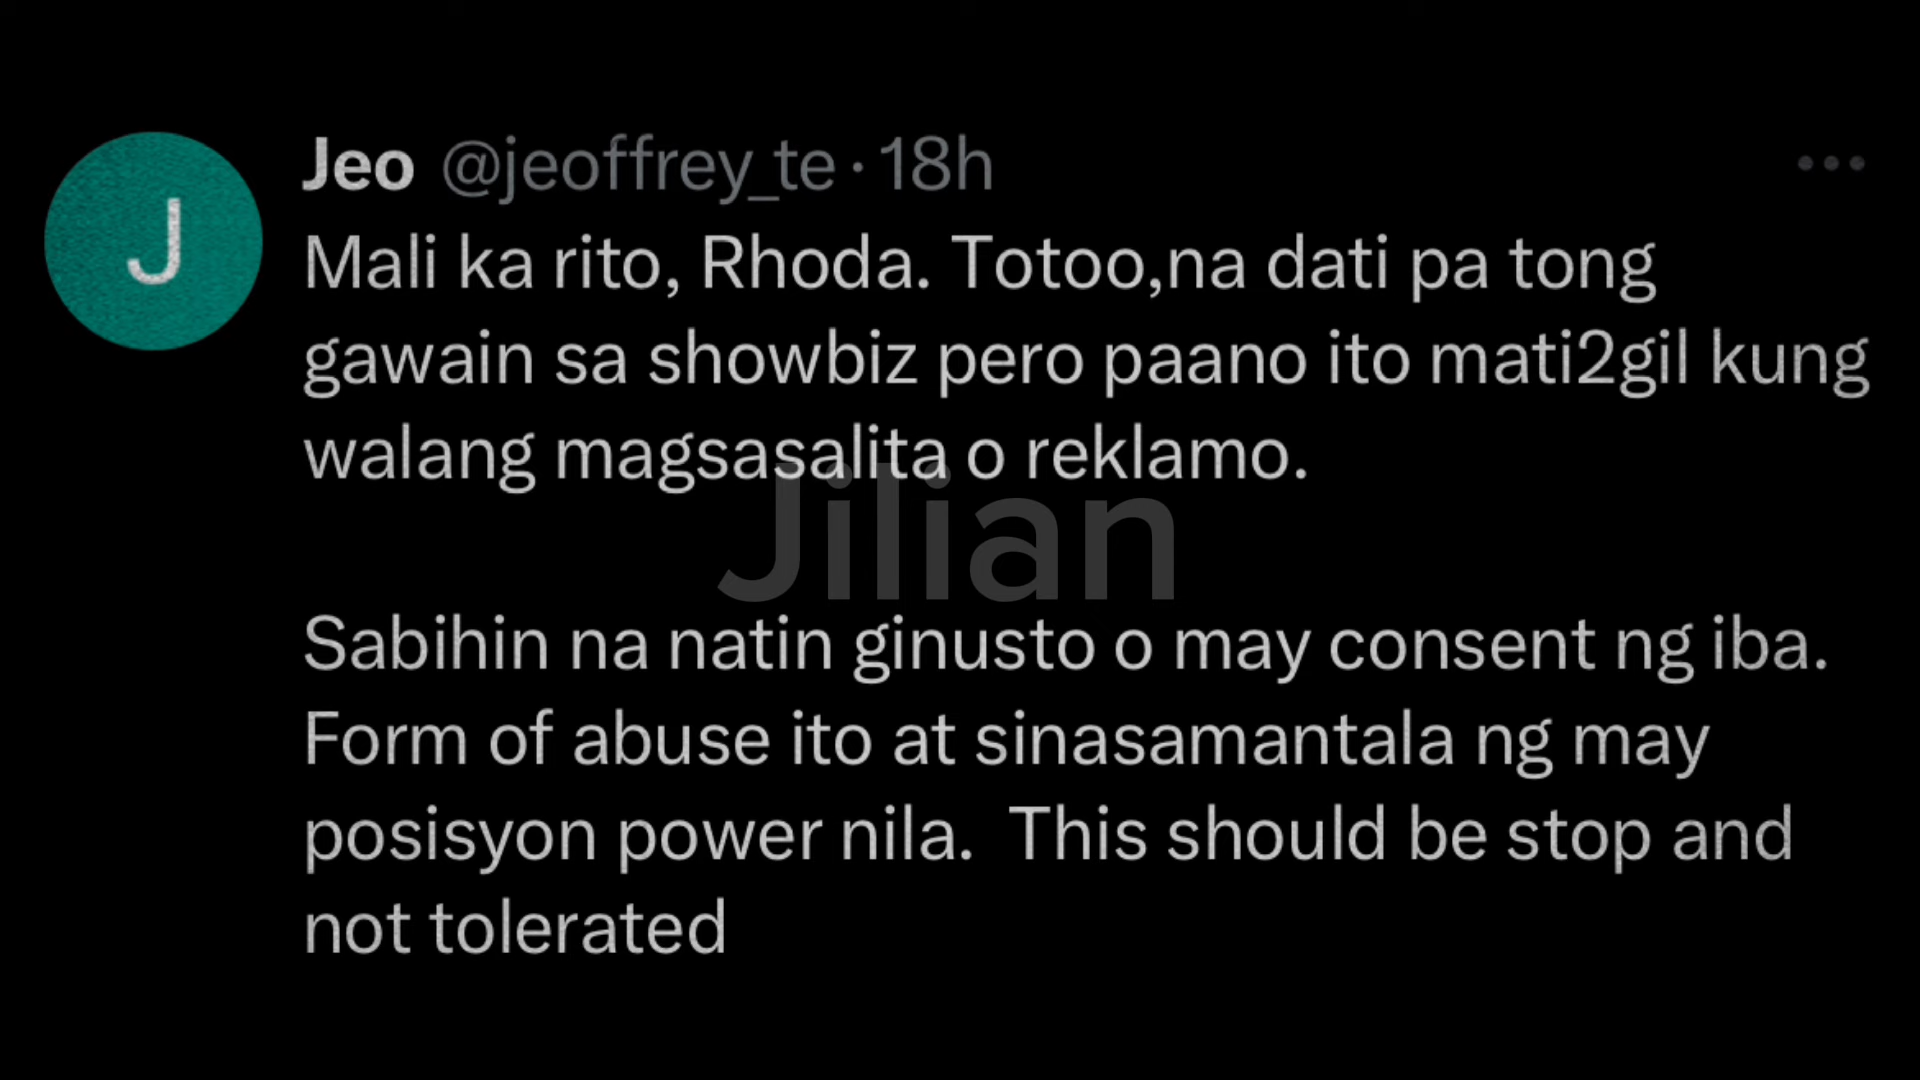 J
Jeo @jeoffrey_te · 18h
Mali ka rito, Rhoda. Totoo,na dati pa tong
gawain sa showbiz pero paano ito mati2gil kung
walang magsasalita o reklamo.
Jilian
Sabihin na natin ginusto o may consent ng iba.
Form of abuse ito at sinasamantala ng may
posisyon power nila. This should be stop and
not tolerated